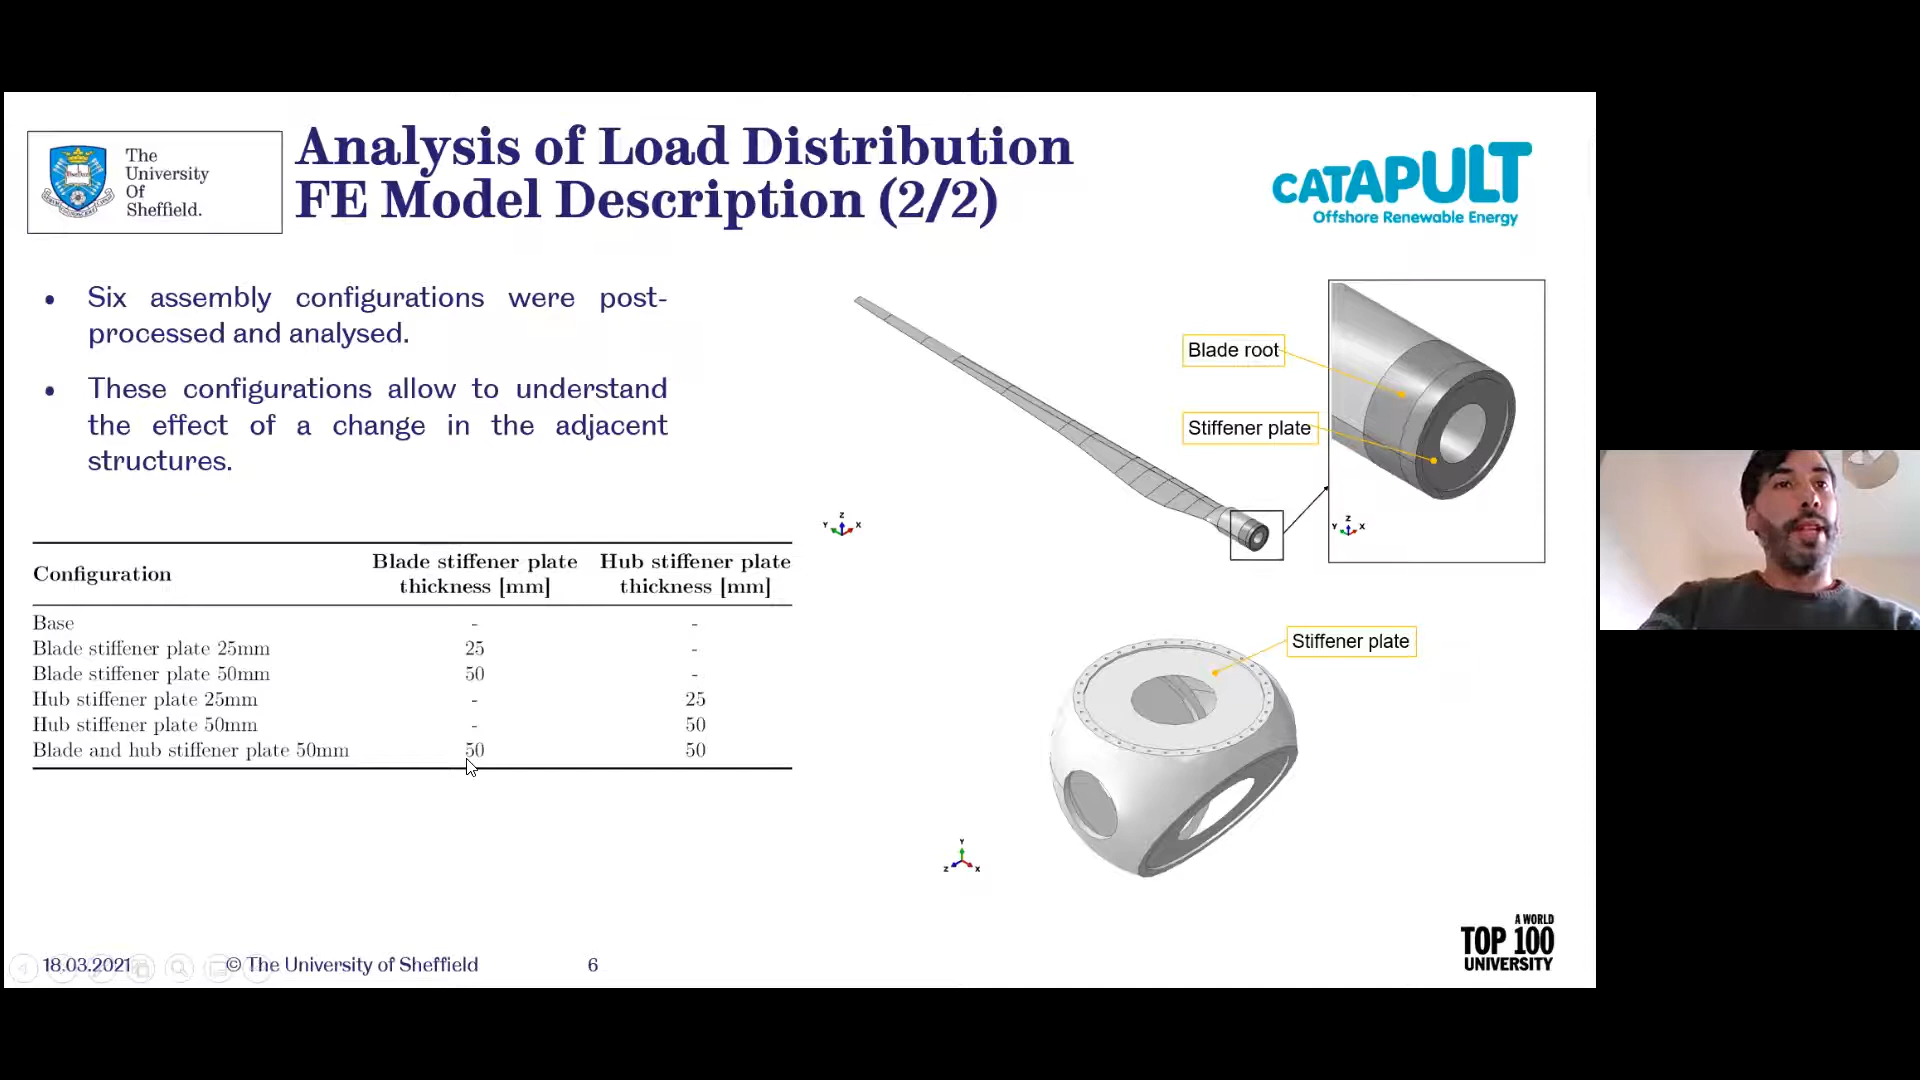 The
University
Of
Sheffield.
Analysis of Load Distribution
FE Model Description (2/2)
CATAPULT
Offshore Renewable Energy
• Six assembly configurations were post-
processed and analysed.
• These configurations allow to understand
the effect of a change in the adjacent
structures.
Blade root
Stiffener plate
Z
Y X
Z
Y X
Configuration Blade stiffener plate thickness [mm] Hub stiffener plate thickness [mm]
Base - -
Blade stiffener plate 25mm 25 -
Blade stiffener plate 50mm 50 -
Hub stiffener plate 25mm - 25
Hub stiffener plate 50mm - 50
Blade and hub stiffener plate 50mm 50 50
Stiffener plate
Y
Z X
A WORLD
TOP 100
UNIVERSITY
18.03.2021 © The University of Sheffield 6